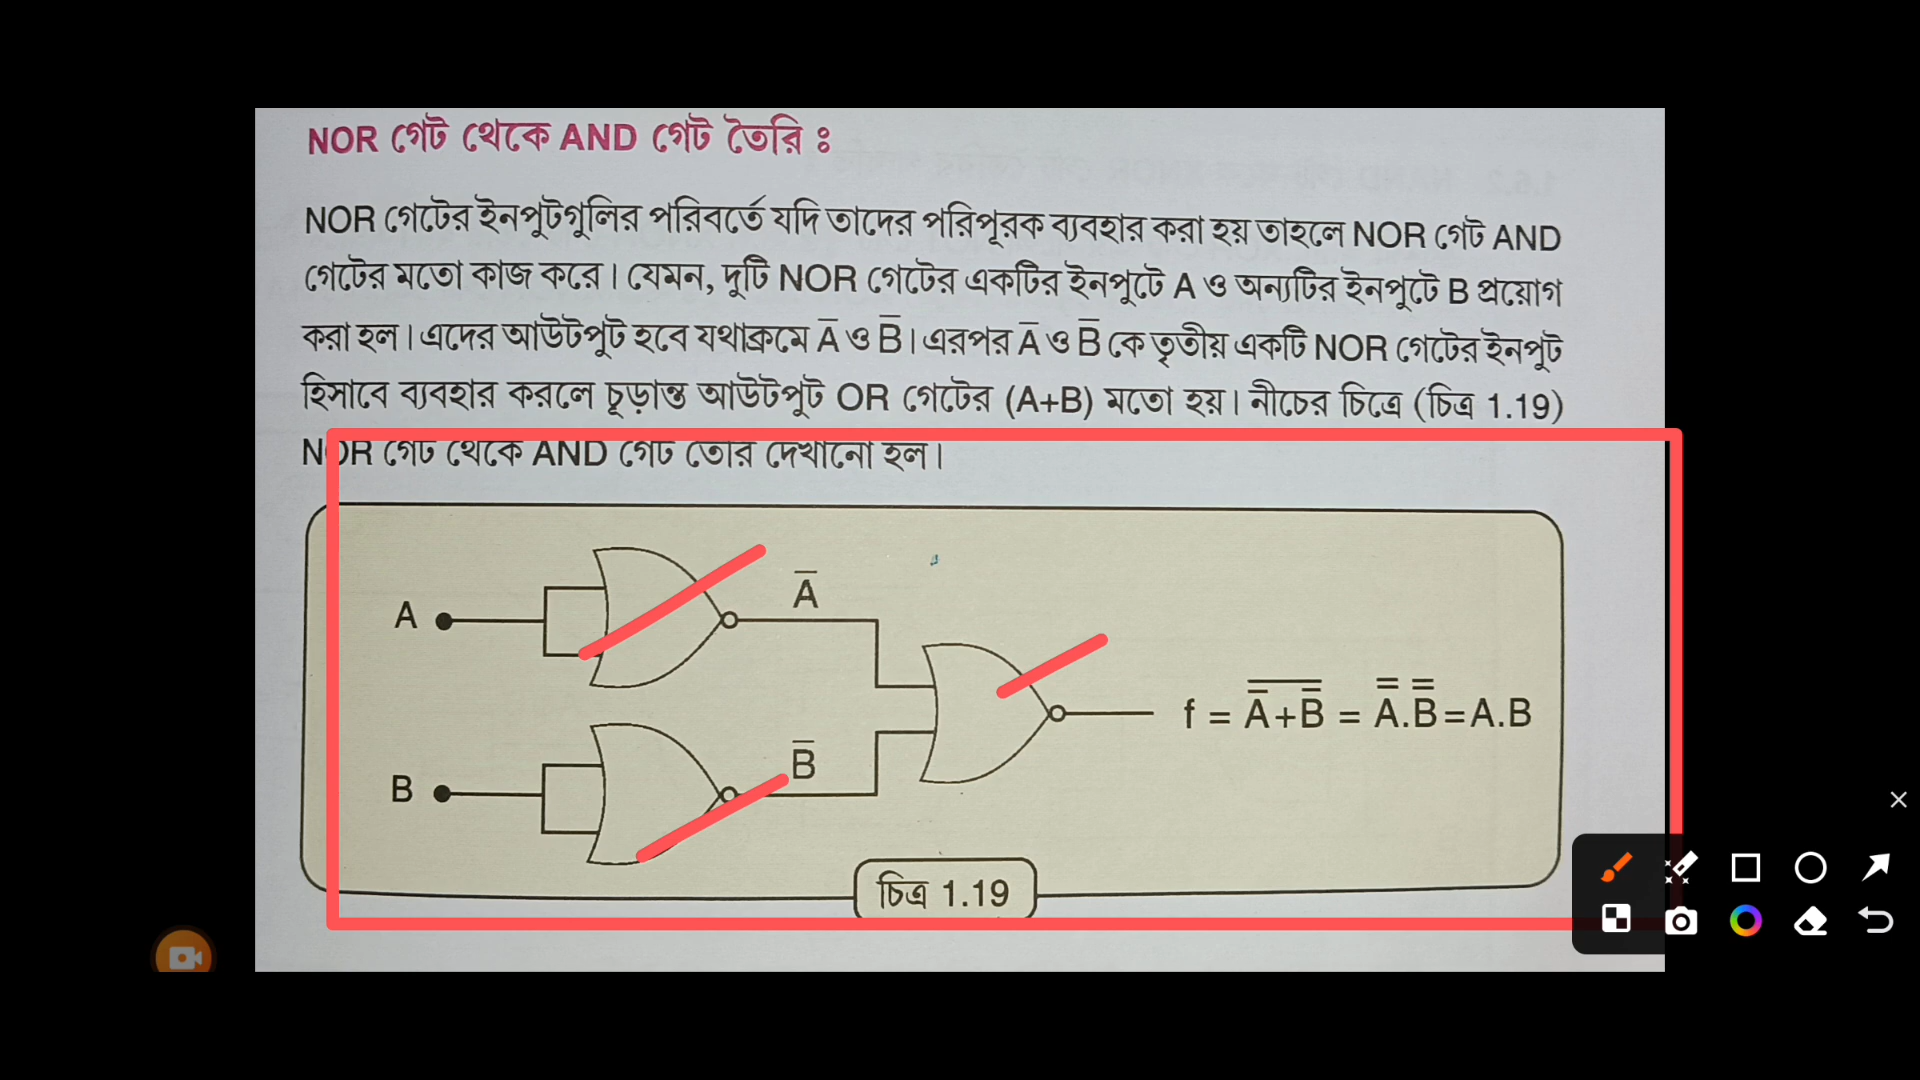 NOR গেট থেকে AND গেট তৈরি ঃ
NOR গেটের ইনপুটগুলির পরিবর্তে যদি তাদের পরিপূরক ব্যবহার করা হয় তাহলে NOR গেট AND
গেটের মতো কাজ করে। যেমন, দুটি NOR গেটের একটির ইনপুটে A ও অন্যটির ইনপুটে B প্রয়োগ
করা হল। এদের আউটপুট হবে যথাক্রমে A̅ ও B̅। এরপর A̅ ও B̅ কে তৃতীয় একটি NOR গেটের ইনপুট
হিসাবে ব্যবহার করলে চূড়ান্ত আউটপুট OR গেটের (A+B) মতো হয়। নীচের চিত্রে (চিত্র 1.19)
NOR গেট থেকে AND গেট তৈরি দেখানো হল।
A
A̅
B
B̅
f = \overline{A̅+B̅} = A̿.B̿=A.B
চিত্র 1.19